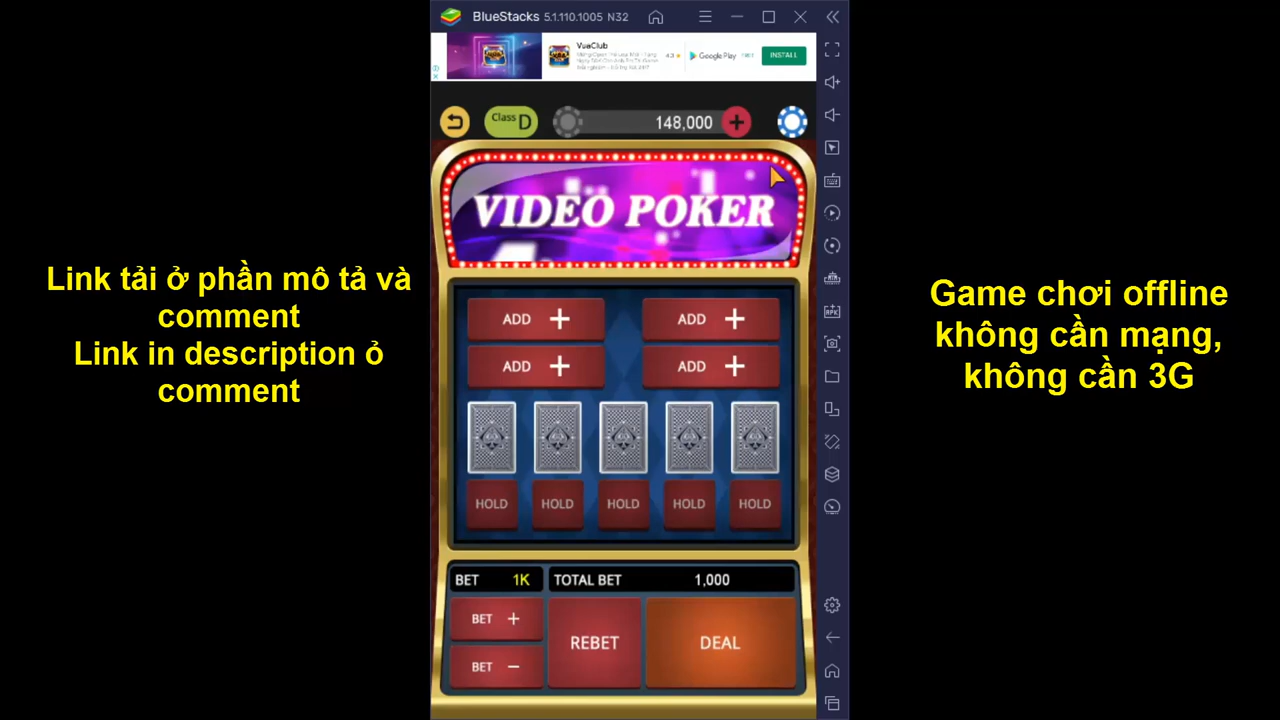 BlueStacks 5.1.110.1005 N32
VuaClub
Google Play
INSTALL
Class D
148,000
VIDEO POKER
ADD + ADD +
ADD + ADD +
HOLD HOLD HOLD HOLD HOLD
BET 1K TOTAL BET 1,000
BET +
BET −
REBET
DEAL
Link tải ở phần mô tả và
comment
Link in description ỏ
comment
Game chơi offline
không cần mạng,
không cần 3G